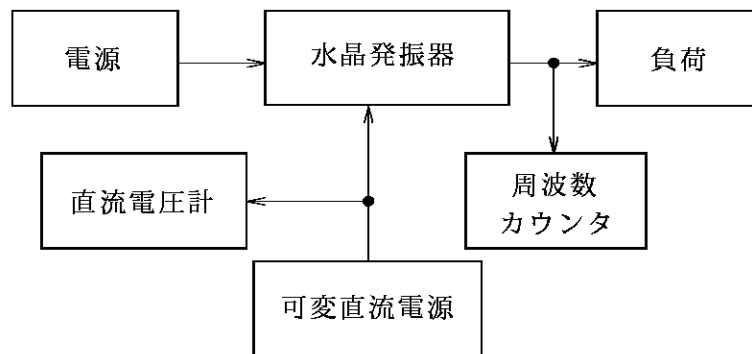 電源
水晶発振器
負荷
直流電圧計
周波数
カウンタ
可変直流電源